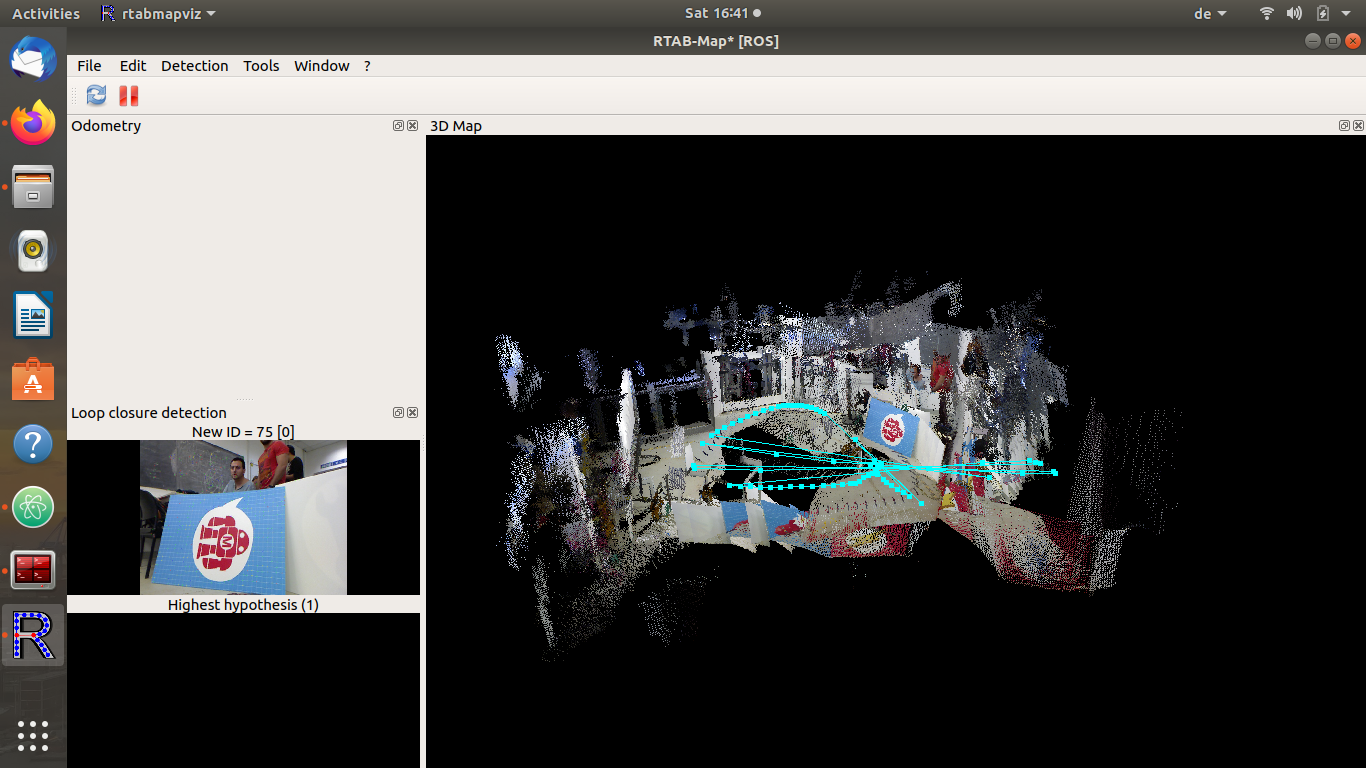 Activities
rtabmapviz
Sat 16:41
de
RTAB-Map* [ROS]
File Edit Detection Tools Window ?
Odometry
3D Map
Loop closure detection
New ID = 75 [0]
M
Highest hypothesis (1)